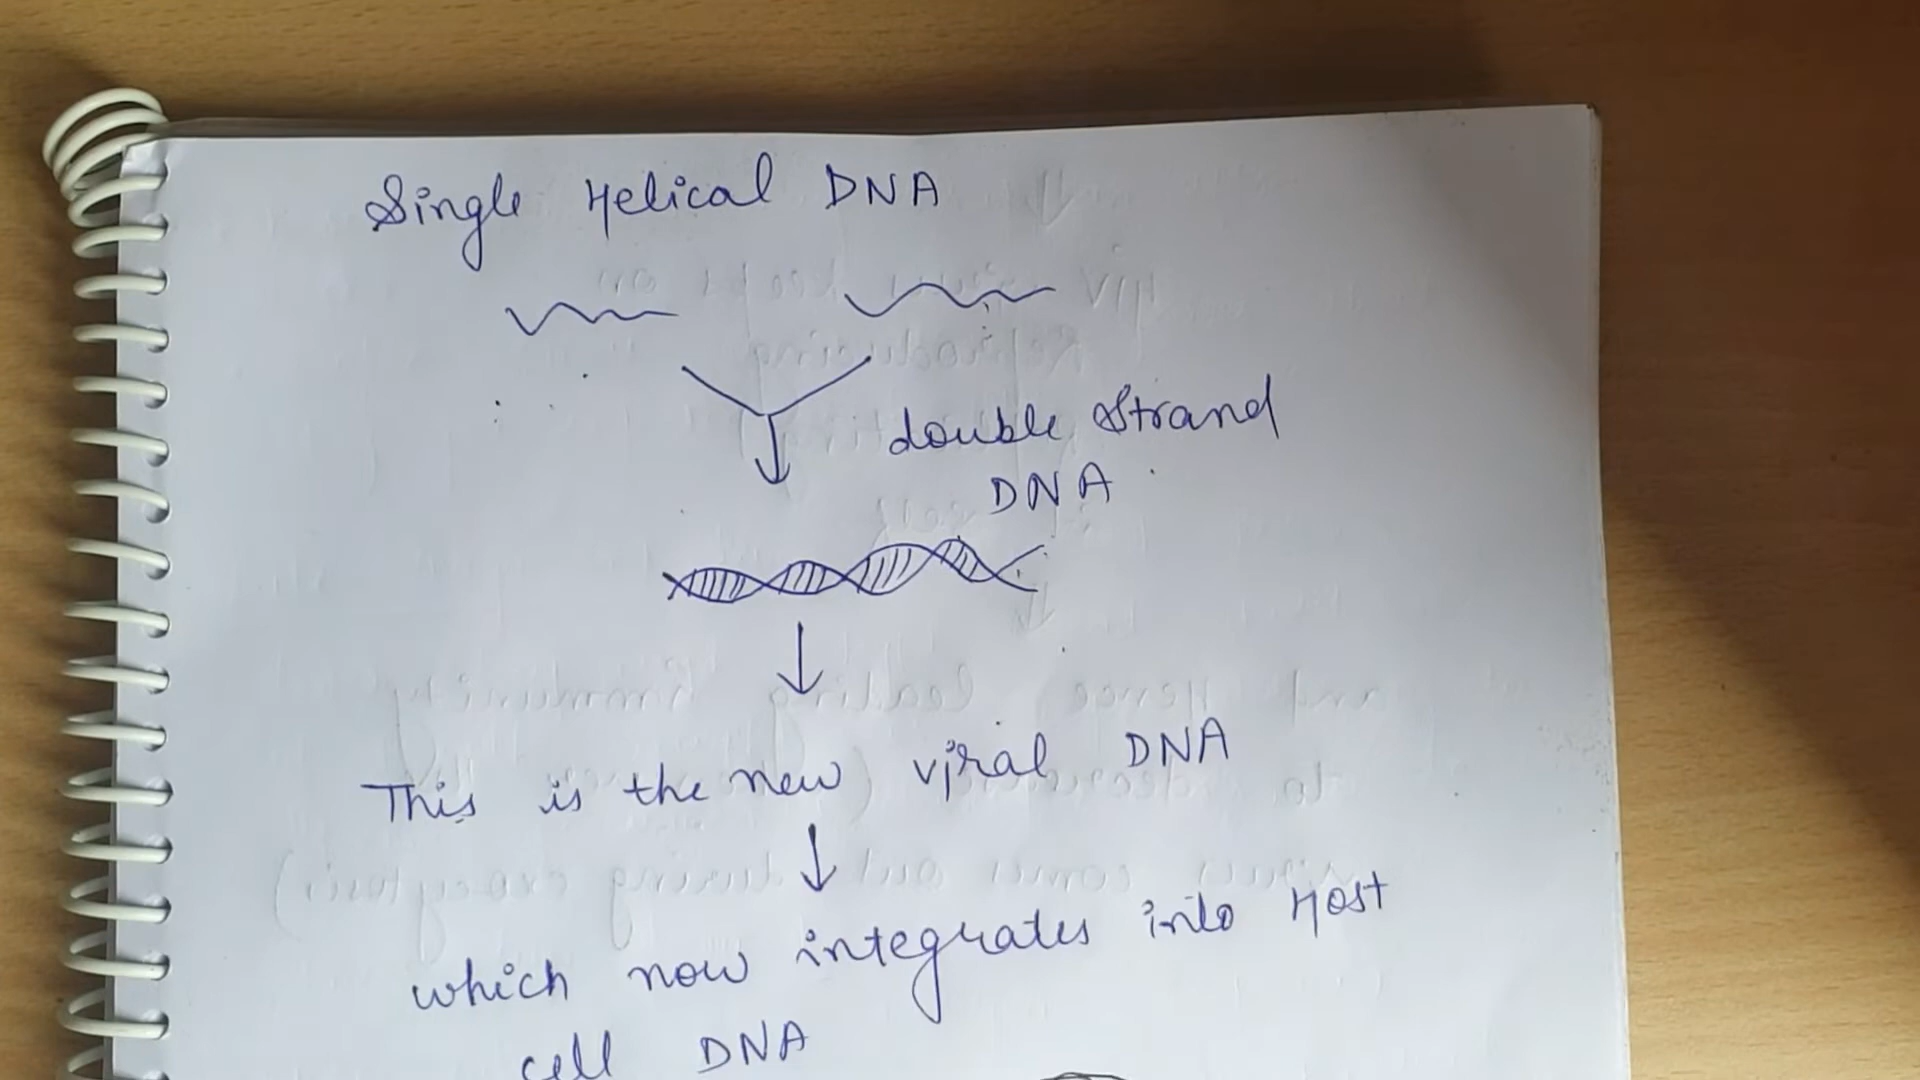 Single Helical DNA
double strand
DNA
This is the new viral DNA
which now integrates into Host
cell DNA